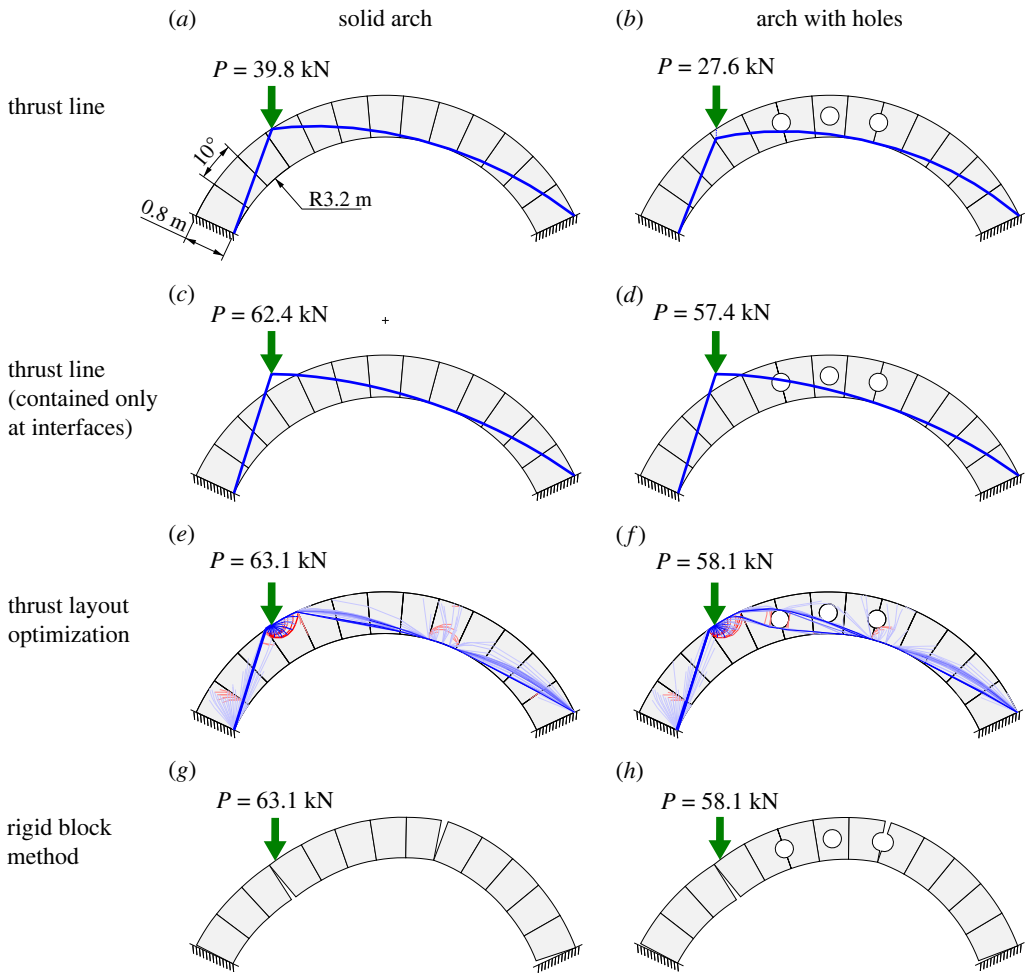 (a) solid arch (b) arch with holes
P = 39.8 kN P = 27.6 kN
thrust line
10°
0.8 m
R3.2 m
(c) (d)
P = 62.4 kN P = 57.4 kN
thrust line
(contained only
at interfaces)
(e) (f)
P = 63.1 kN P = 58.1 kN
thrust layout
optimization
(g) (h)
P = 63.1 kN P = 58.1 kN
rigid block
method